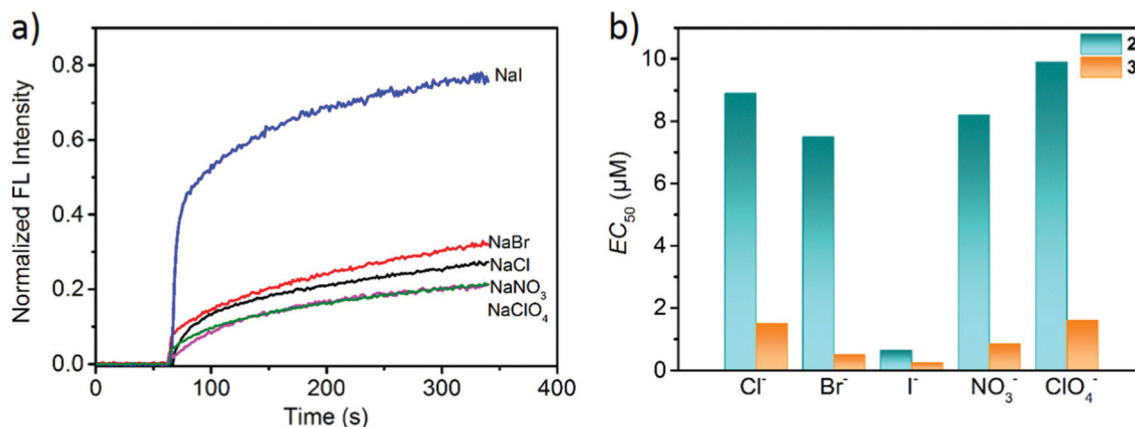 a)
Normalized FL Intensity
0.8
0.6
0.4
0.2
0.0
NaI
NaBr
NaCl
NaNO₃
NaClO₄
0 100 200 300 400
Time (s)
b)
EC₅₀ (µM)
10
8
6
4
2
0
2
3
Cl⁻ Br⁻ I⁻ NO₃⁻ ClO₄⁻